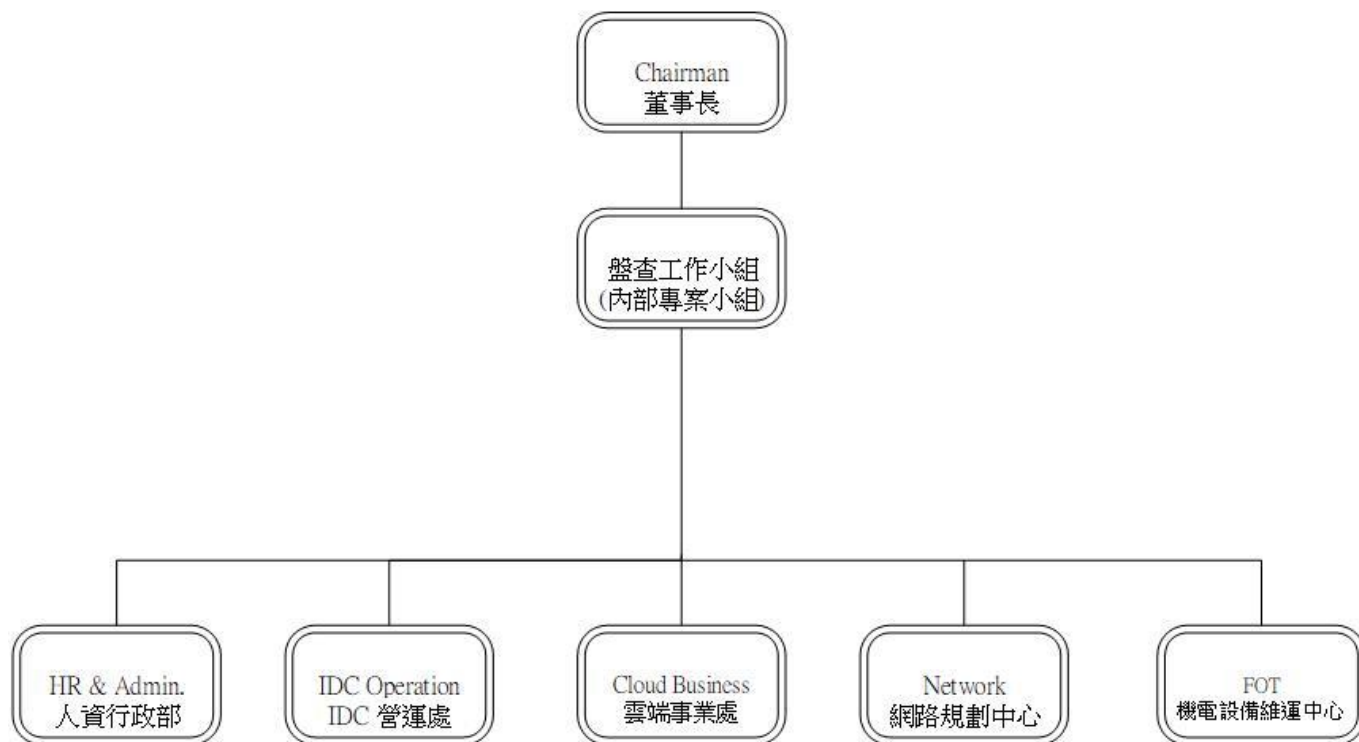 Chairman
董事長
盤查工作小組
(內部專案小組)
HR & Admin.
人資行政部
IDC Operation
IDC 營運處
Cloud Business
雲端事業處
Network
網路規劃中心
FOT
機電設備維運中心